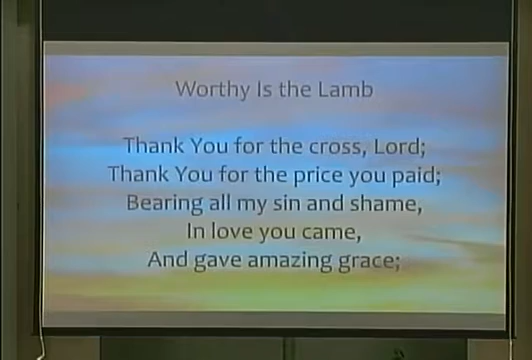 Worthy Is the Lamb
Thank You for the cross, Lord;
Thank You for the price you paid;
Bearing all my sin and shame,
In love you came,
And gave amazing grace;